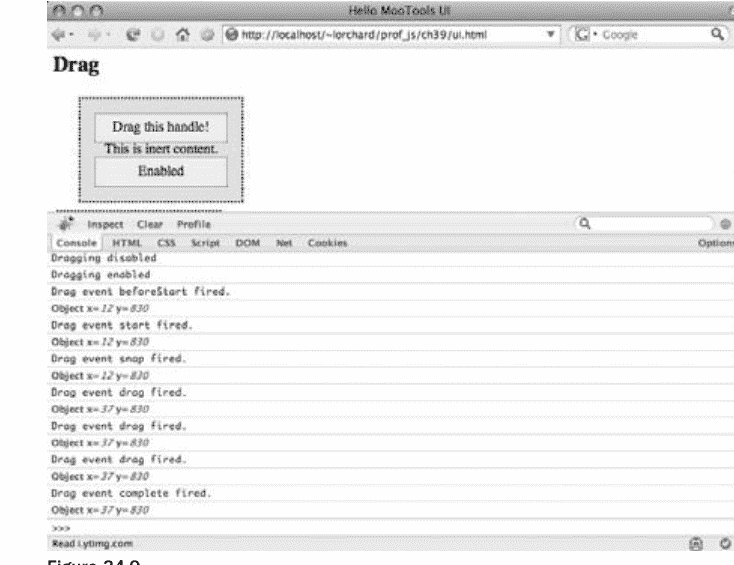 Hello MooTools UI
http://localhost/~lorchard/prof_js/ch39/ui.html
G Google
Drag
Drag this handle!
This is inert content.
Enabled
Inspect Clear Profile
Console HTML CSS Script DOM Net Cookies Options
Dragging disabled
Dragging enabled
Drag event beforeStart fired.
Object x=12 y=830
Drag event start fired.
Object x=12 y=830
Drag event snap fired.
Object x=12 y=830
Drag event drag fired.
Object x=37 y=830
Drag event drag fired.
Object x=37 y=830
Drag event drag fired.
Object x=37 y=830
Drag event complete fired.
Object x=37 y=830
>>>
Read i.ytimg.com